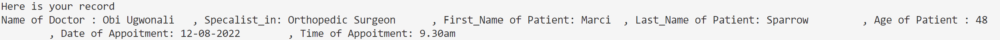 Here is your record
Name of Doctor : Obi Ugwonali   , Specalist_in: Orthopedic Surgeon      , First_Name of Patient: Marci  , Last_Name of Patient: Sparrow       , Age of Patient : 48
        , Date of Appoitment: 12-08-2022        , Time of Appoitment: 9.30am